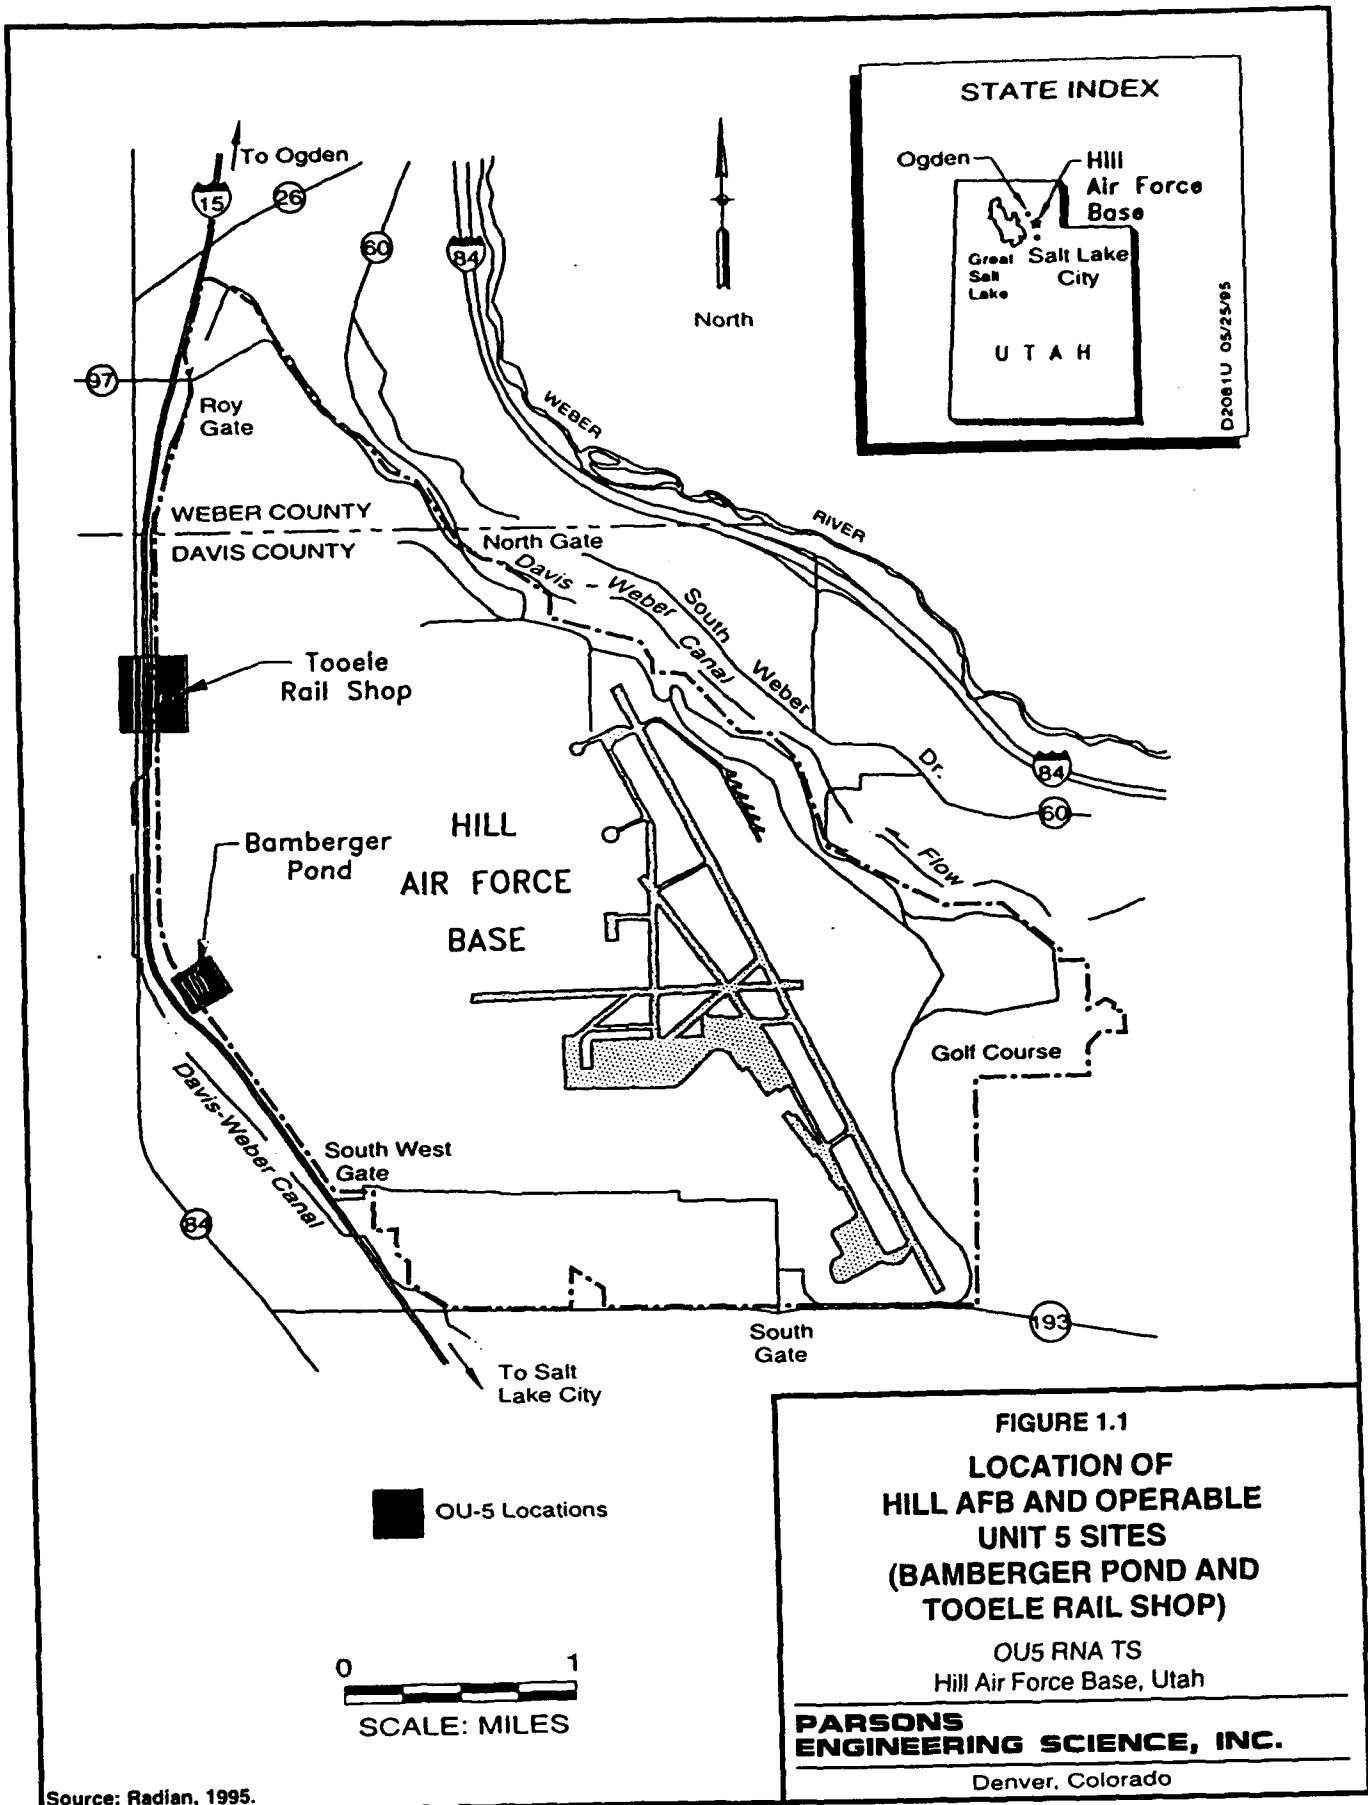 STATE INDEX
Ogden
Hill
Air Force
Base
Great
Salt
Lake
Salt Lake
City
UTAH
D2081U 05/25/95
To Ogden
15
26
60
84
North
97
Roy
Gate
WEBER
RIVER
WEBER COUNTY
DAVIS COUNTY
North Gate
Davis - Weber
Canal
South
Weber
Dr.
84
60
Tooele
Rail Shop
Bamberger
Pond
HILL
AIR FORCE
BASE
Flow
Golf Course
Davis-Weber Canal
South West
Gate
84
193
South
Gate
To Salt
Lake City
OU-5 Locations
0 1
SCALE: MILES
FIGURE 1.1
LOCATION OF
HILL AFB AND OPERABLE
UNIT 5 SITES
(BAMBERGER POND AND
TOOELE RAIL SHOP)
OU5 RNA TS
Hill Air Force Base, Utah
PARSONS
ENGINEERING SCIENCE, INC.
Denver, Colorado
Source: Radian, 1995.